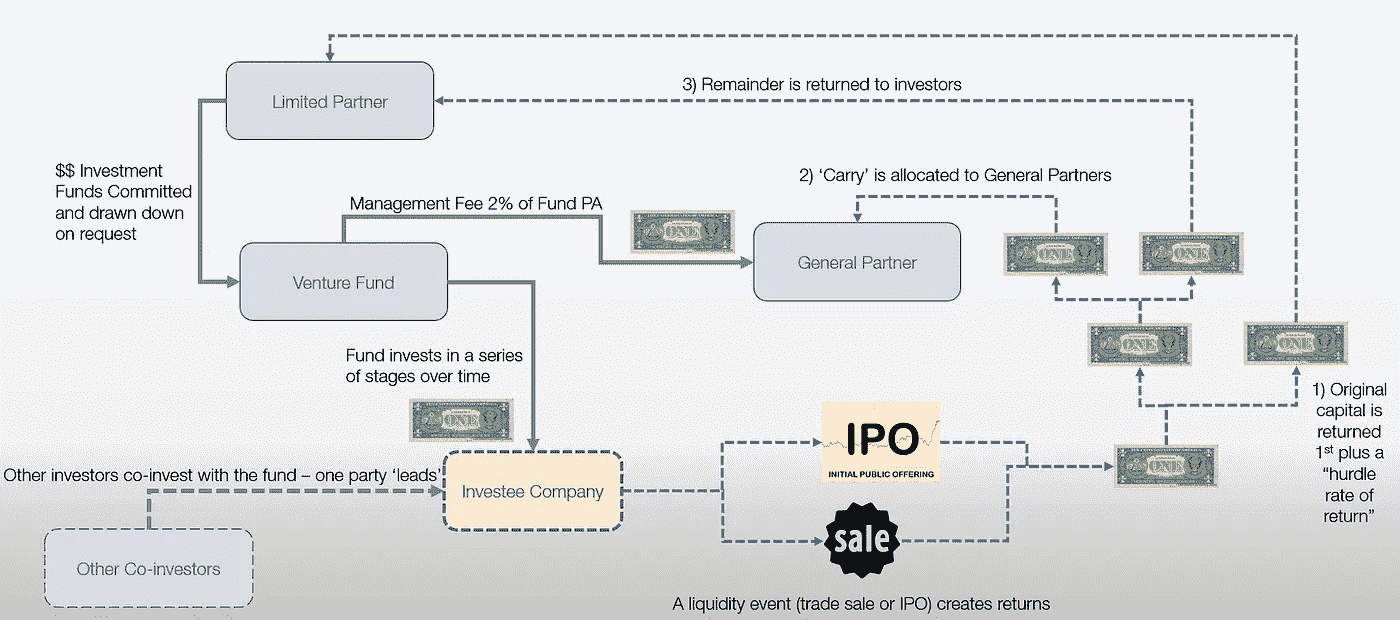 Limited Partner
3) Remainder is returned to investors
$$ Investment
Funds Committed
and drawn down
on request
2) ‘Carry’ is allocated to General Partners
Management Fee 2% of Fund PA
ONE
ONE
ONE
General Partner
Venture Fund
ONE
ONE
Fund invests in a series
of stages over time
ONE
1) Original
capital is
returned
1st plus a
“hurdle
rate of
return”
IPO
INITIAL PUBLIC OFFERING
ONE
Other investors co-invest with the fund – one party ‘leads’
Investee Company
sale
Other Co-investors
A liquidity event (trade sale or IPO) creates returns